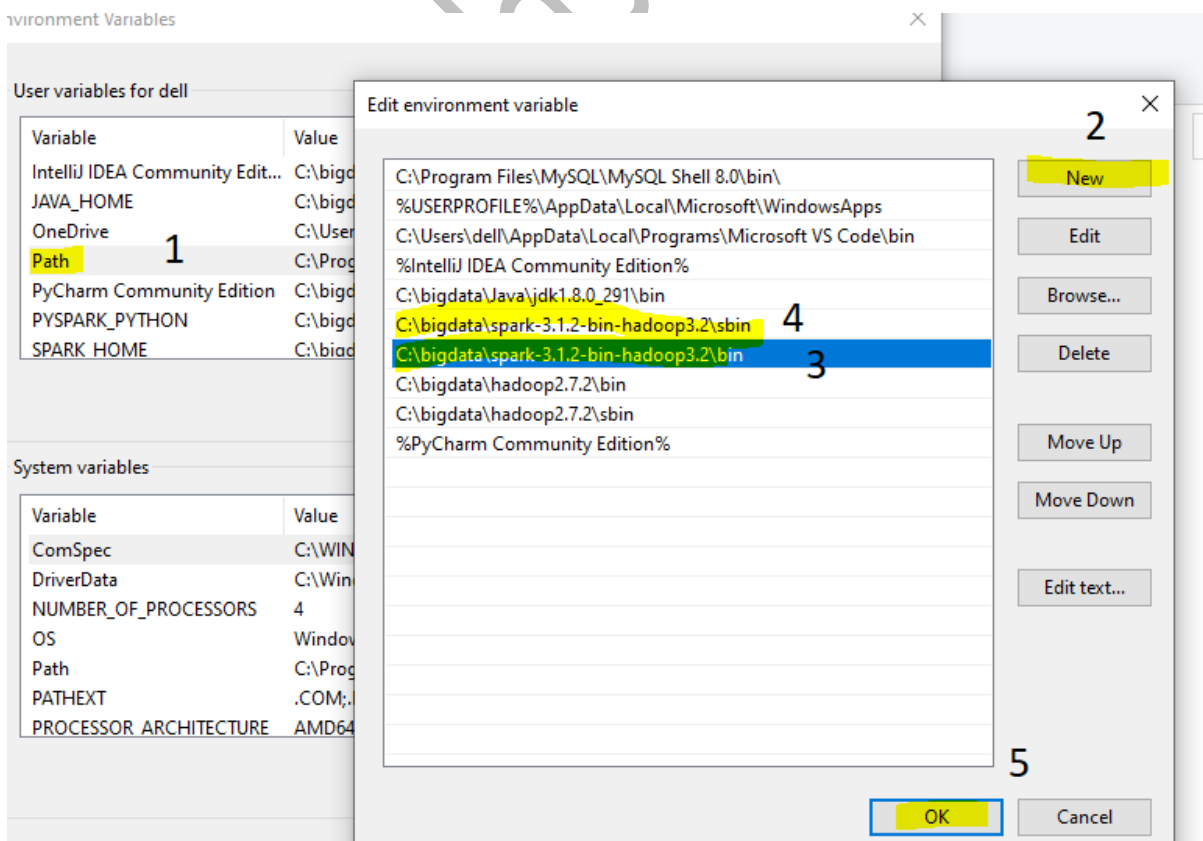 nvironment Variables
User variables for dell
Variable Value
IntelliJ IDEA Community Edit... C:\bigd
JAVA_HOME C:\bigd
OneDrive C:\User
Path 1 C:\Prog
PyCharm Community Edition C:\bigd
PYSPARK_PYTHON C:\bigd
SPARK_HOME C:\bigd
System variables
Variable Value
ComSpec C:\WIN
DriverData C:\Wind
NUMBER_OF_PROCESSORS 4
OS Window
Path C:\Prog
PATHEXT .COM;.
PROCESSOR_ARCHITECTURE AMD64
Edit environment variable
2
C:\Program Files\MySQL\MySQL Shell 8.0\bin\
%USERPROFILE%\AppData\Local\Microsoft\WindowsApps
C:\Users\dell\AppData\Local\Programs\Microsoft VS Code\bin
%IntelliJ IDEA Community Edition%
C:\bigdata\Java\jdk1.8.0_291\bin
C:\bigdata\spark-3.1.2-bin-hadoop3.2\sbin 4
C:\bigdata\spark-3.1.2-bin-hadoop3.2\bin 3
C:\bigdata\hadoop2.7.2\bin
C:\bigdata\hadoop2.7.2\sbin
%PyCharm Community Edition%
New
Edit
Browse...
Delete
Move Up
Move Down
Edit text...
5
OK
Cancel